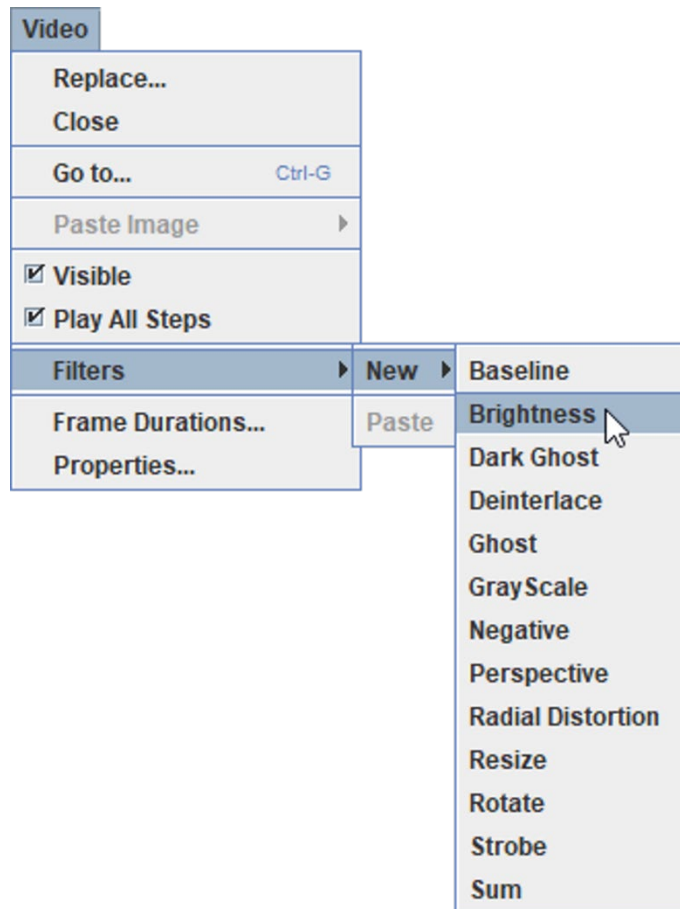 Video
Replace...
Close
Go to... Ctrl-G
Paste Image
Visible
Play All Steps
Filters
Frame Durations...
Properties...
New
Paste
Baseline
Brightness
Dark Ghost
Deinterlace
Ghost
GrayScale
Negative
Perspective
Radial Distortion
Resize
Rotate
Strobe
Sum